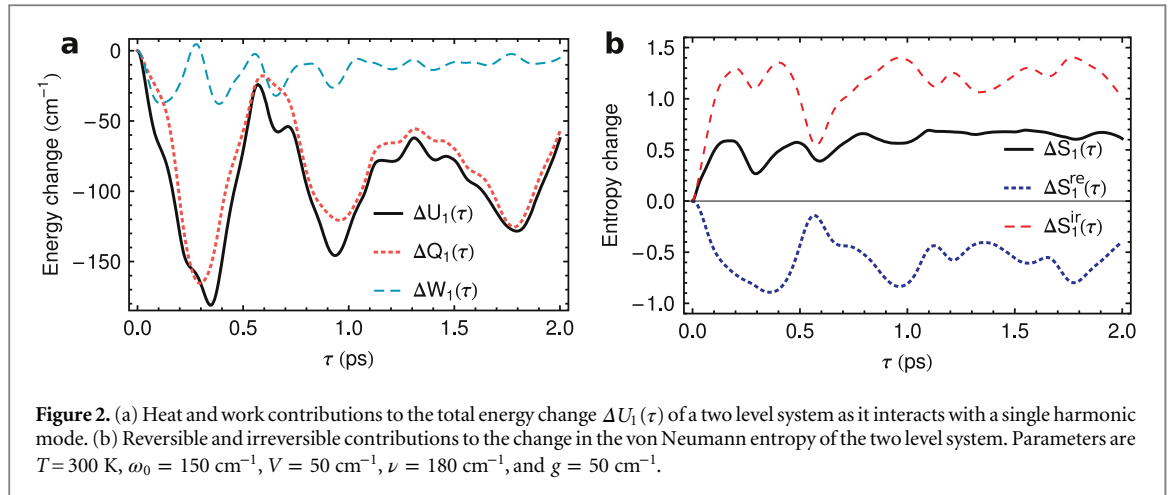 a
0
−50
−100
−150
Energy change (cm⁻¹)
ΔU₁(τ)
ΔQ₁(τ)
ΔW₁(τ)
0.0 0.5 1.0 1.5 2.0
τ (ps)
b
1.5
1.0
0.5
0.0
−0.5
−1.0
Entropy change
ΔS₁(τ)
ΔS₁ʳᵉ(τ)
ΔS₁ⁱʳ(τ)
0.0 0.5 1.0 1.5 2.0
τ (ps)
Figure 2. (a) Heat and work contributions to the total energy change ΔU₁(τ) of a two level system as it interacts with a single harmonic
mode. (b) Reversible and irreversible contributions to the change in the von Neumann entropy of the two level system. Parameters are
T = 300 K, ω₀ = 150 cm⁻¹, V = 50 cm⁻¹, ν = 180 cm⁻¹, and g = 50 cm⁻¹.